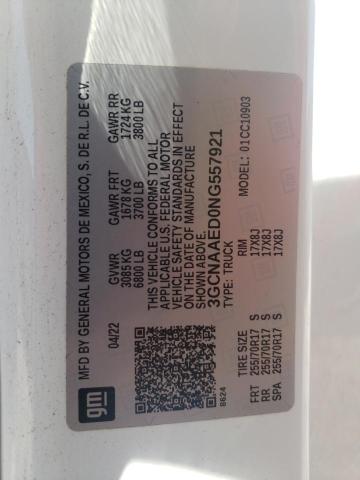 gm
MFD BY GENERAL MOTORS DE MEXICO, S. DE R.L. DE C.V.
04/22
GVWR GAWR FRT GAWR RR
3085 KG 1678 KG 1724 KG
6800 LB 3700 LB 3800 LB
THIS VEHICLE CONFORMS TO ALL
APPLICABLE U.S. FEDERAL MOTOR
VEHICLE SAFETY STANDARDS IN EFFECT
ON THE DATE OF MANUFACTURE
SHOWN ABOVE.
3GCNAAED0NG557921
TYPE: TRUCK MODEL: 01CC10903
8624
TIRE SIZE RIM
FRT 255/70R17 S 17X8J
RR 255/70R17 S 17X8J
SPA 255/70R17 S 17X8J